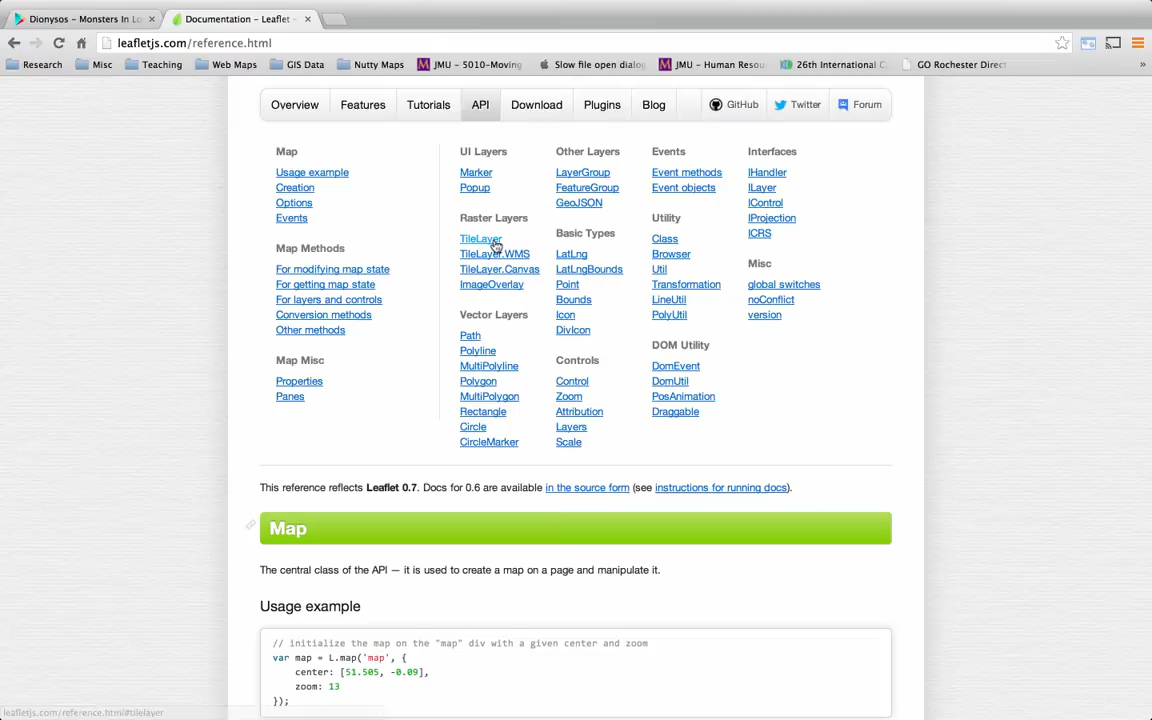 Dionysos – Monsters In Lo
Documentation – Leaflet –
leafletjs.com/reference.html
Research
Misc
Teaching
Web Maps
GIS Data
Nutty Maps
JMU – 5010–Moving
Slow file open dialog
JMU – Human Resou
26th International C
GO Rochester Direct
»
Overview
Features
Tutorials
API
Download
Plugins
Blog
GitHub
Twitter
Forum
Map
Usage example
Creation
Options
Events
Map Methods
For modifying map state
For getting map state
For layers and controls
Conversion methods
Other methods
Map Misc
Properties
Panes
UI Layers
Marker
Popup
Raster Layers
TileLayer
TileLayer.WMS
TileLayer.Canvas
ImageOverlay
Vector Layers
Path
Polyline
MultiPolyline
Polygon
MultiPolygon
Rectangle
Circle
CircleMarker
Other Layers
LayerGroup
FeatureGroup
GeoJSON
Basic Types
LatLng
LatLngBounds
Point
Bounds
Icon
DivIcon
Controls
Control
Zoom
Attribution
Layers
Scale
Events
Event methods
Event objects
Utility
Class
Browser
Util
Transformation
LineUtil
PolyUtil
DOM Utility
DomEvent
DomUtil
PosAnimation
Draggable
Interfaces
IHandler
ILayer
IControl
IProjection
ICRS
Misc
global switches
noConflict
version
This reference reflects Leaflet 0.7. Docs for 0.6 are available in the source form (see instructions for running docs).
Map
The central class of the API — it is used to create a map on a page and manipulate it.
Usage example
// initialize the map on the "map" div with a given center and zoom
var map = L.map('map', {
center: [51.505, -0.09],
zoom: 13
});
leafletjs.com/reference.html#tilelayer